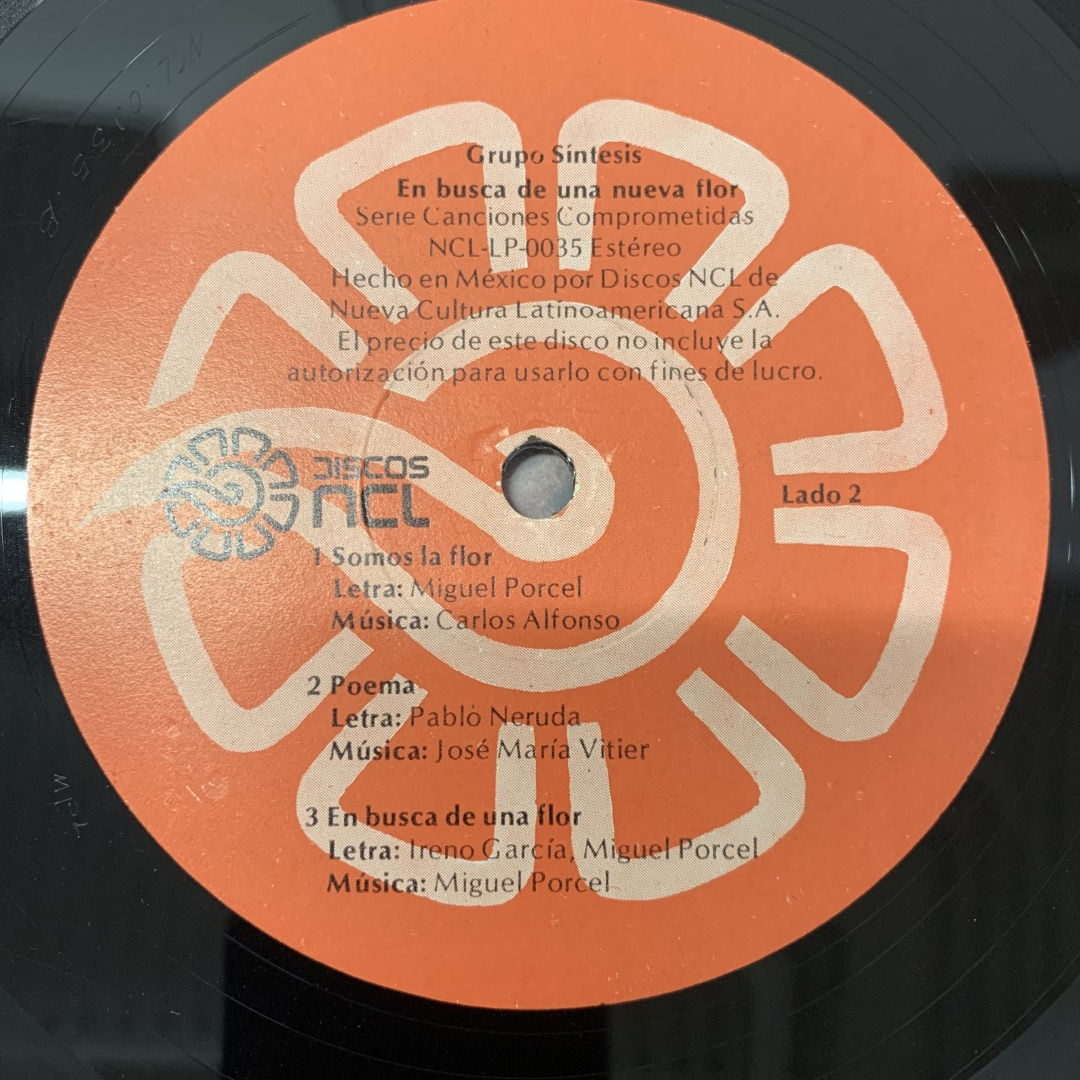 Grupo Síntesis
En busca de una nueva flor
Serie Canciones Comprometidas
NCL-LP-0035 Estéreo
Hecho en México por Discos NCL de
Nueva Cultura Latinoamericana S.A.
El precio de este disco no incluye la
autorización para usarlo con fines de lucro.
DISCOS
NCL
Lado 2
1 Somos la flor
Letra: Miguel Porcel
Música: Carlos Alfonso
2 Poema
Letra: Pablo Neruda
Música: José María Vitier
3 En busca de una flor
Letra: Ireno García, Miguel Porcel
Música: Miguel Porcel
NCL.0035 B